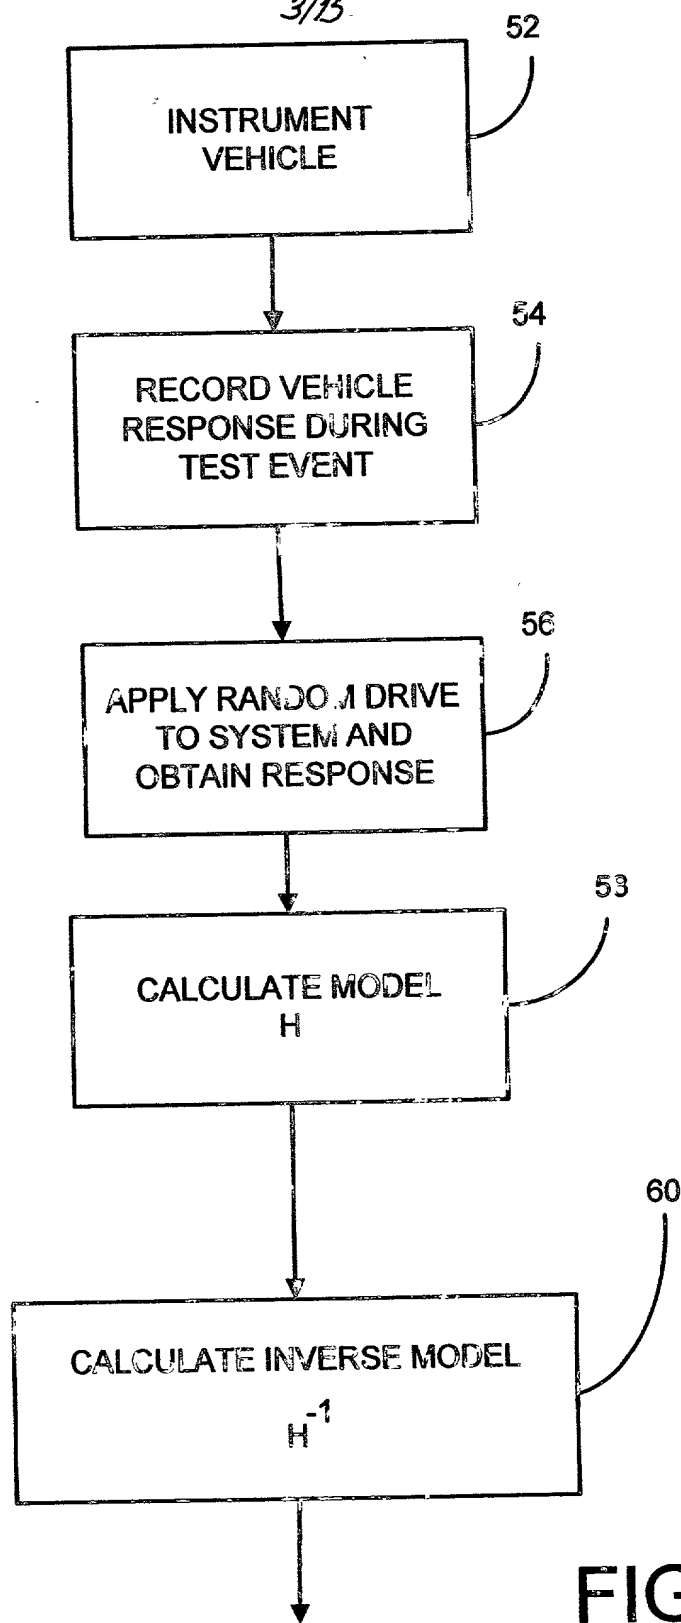 3/15
52
INSTRUMENT
VEHICLE
54
RECORD VEHICLE
RESPONSE DURING
TEST EVENT
56
APPLY RANDOM DRIVE
TO SYSTEM AND
OBTAIN RESPONSE
58
CALCULATE MODEL
H
60
CALCULATE INVERSE MODEL
H-1
FIG